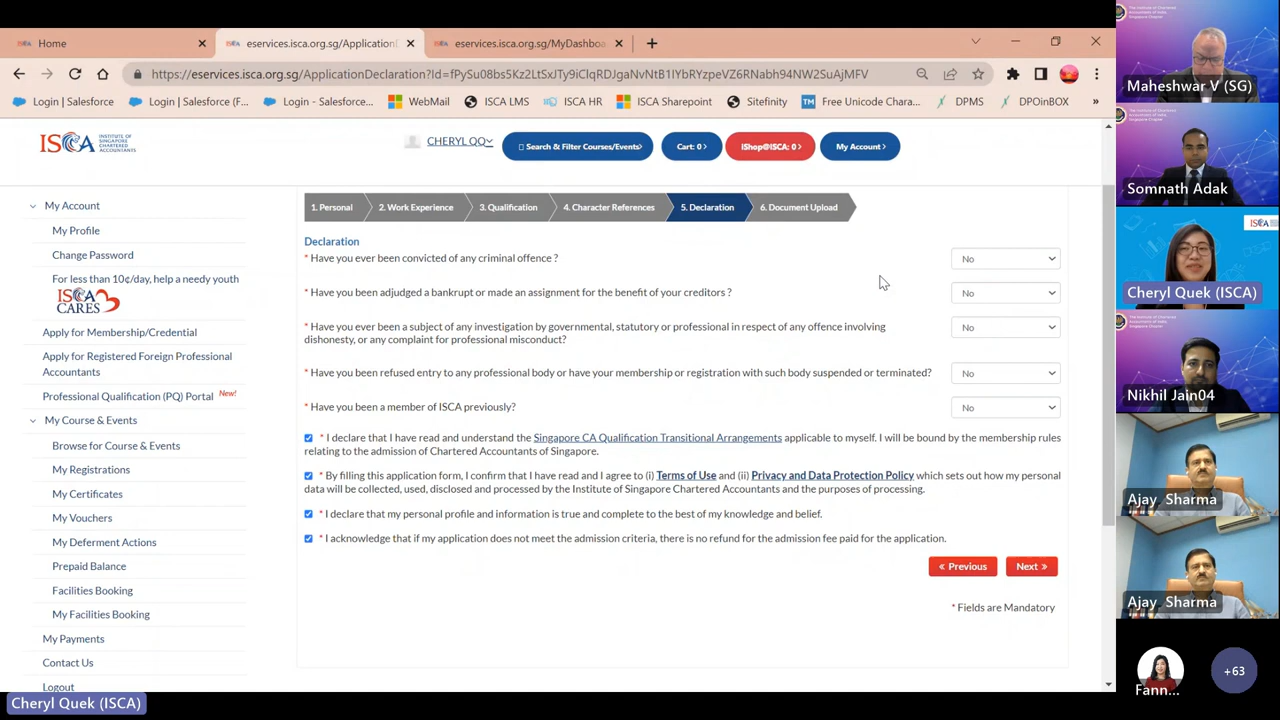 Home
eservices.isca.org.sg/ApplicationD
eservices.isca.org.sg/MyDashboa
https://eservices.isca.org.sg/ApplicationDeclaration?Id=fPySu08bs5Kz2LtSxJTy9iClqRDJgaNvNtB1IYbRYzpeVZ6RNabh94NW2SuAjMFV
Login | Salesforce
Login | Salesforce (F...
Login - Salesforce...
WebMail
ISCA LMS
ISCA HR
ISCA Sharepoint
Sitefinity
Free Unicode Chara...
DPMS
DPOinBOX
ISCA INSTITUTE OF
SINGAPORE
CHARTERED
ACCOUNTANTS
CHERYL QQ
Search & Filter Courses/Events
Cart: 0
IShop@ISCA: 0
My Account
My Account
My Profile
Change Password
For less than 10¢/day, help a needy youth
ISCA
CARES
Apply for Membership/Credential
Apply for Registered Foreign Professional
Accountants
Professional Qualification (PQ) Portal New!
My Course & Events
Browse for Course & Events
My Registrations
My Certificates
My Vouchers
My Deferment Actions
Prepaid Balance
Facilities Booking
My Facilities Booking
My Payments
Contact Us
Logout
1. Personal
2. Work Experience
3. Qualification
4. Character References
5. Declaration
6. Document Upload
Declaration
* Have you ever been convicted of any criminal offence ?
No
* Have you been adjudged a bankrupt or made an assignment for the benefit of your creditors ?
No
* Have you ever been a subject of any investigation by governmental, statutory or professional in respect of any offence involving
dishonesty, or any complaint for professional misconduct?
No
* Have you been refused entry to any professional body or have your membership or registration with such body suspended or terminated?
No
* Have you been a member of ISCA previously?
No
* I declare that I have read and understand the Singapore CA Qualification Transitional Arrangements applicable to myself. I will be bound by the membership rules
relating to the admission of Chartered Accountants of Singapore.
* By filling this application form, I confirm that I have read and I agree to (i) Terms of Use and (ii) Privacy and Data Protection Policy which sets out how my personal
data will be collected, used, disclosed and processed by the Institute of Singapore Chartered Accountants and the purposes of processing.
* I declare that my personal profile and information is true and complete to the best of my knowledge and belief.
* I acknowledge that if my application does not meet the admission criteria, there is no refund for the admission fee paid for the application.
« Previous
Next »
* Fields are Mandatory
Cheryl Quek (ISCA)
Maheshwar V (SG)
Somnath Adak
ISCA
Cheryl Quek (ISCA)
Nikhil Jain04
Ajay Sharma
Ajay Sharma
Fann...
+63